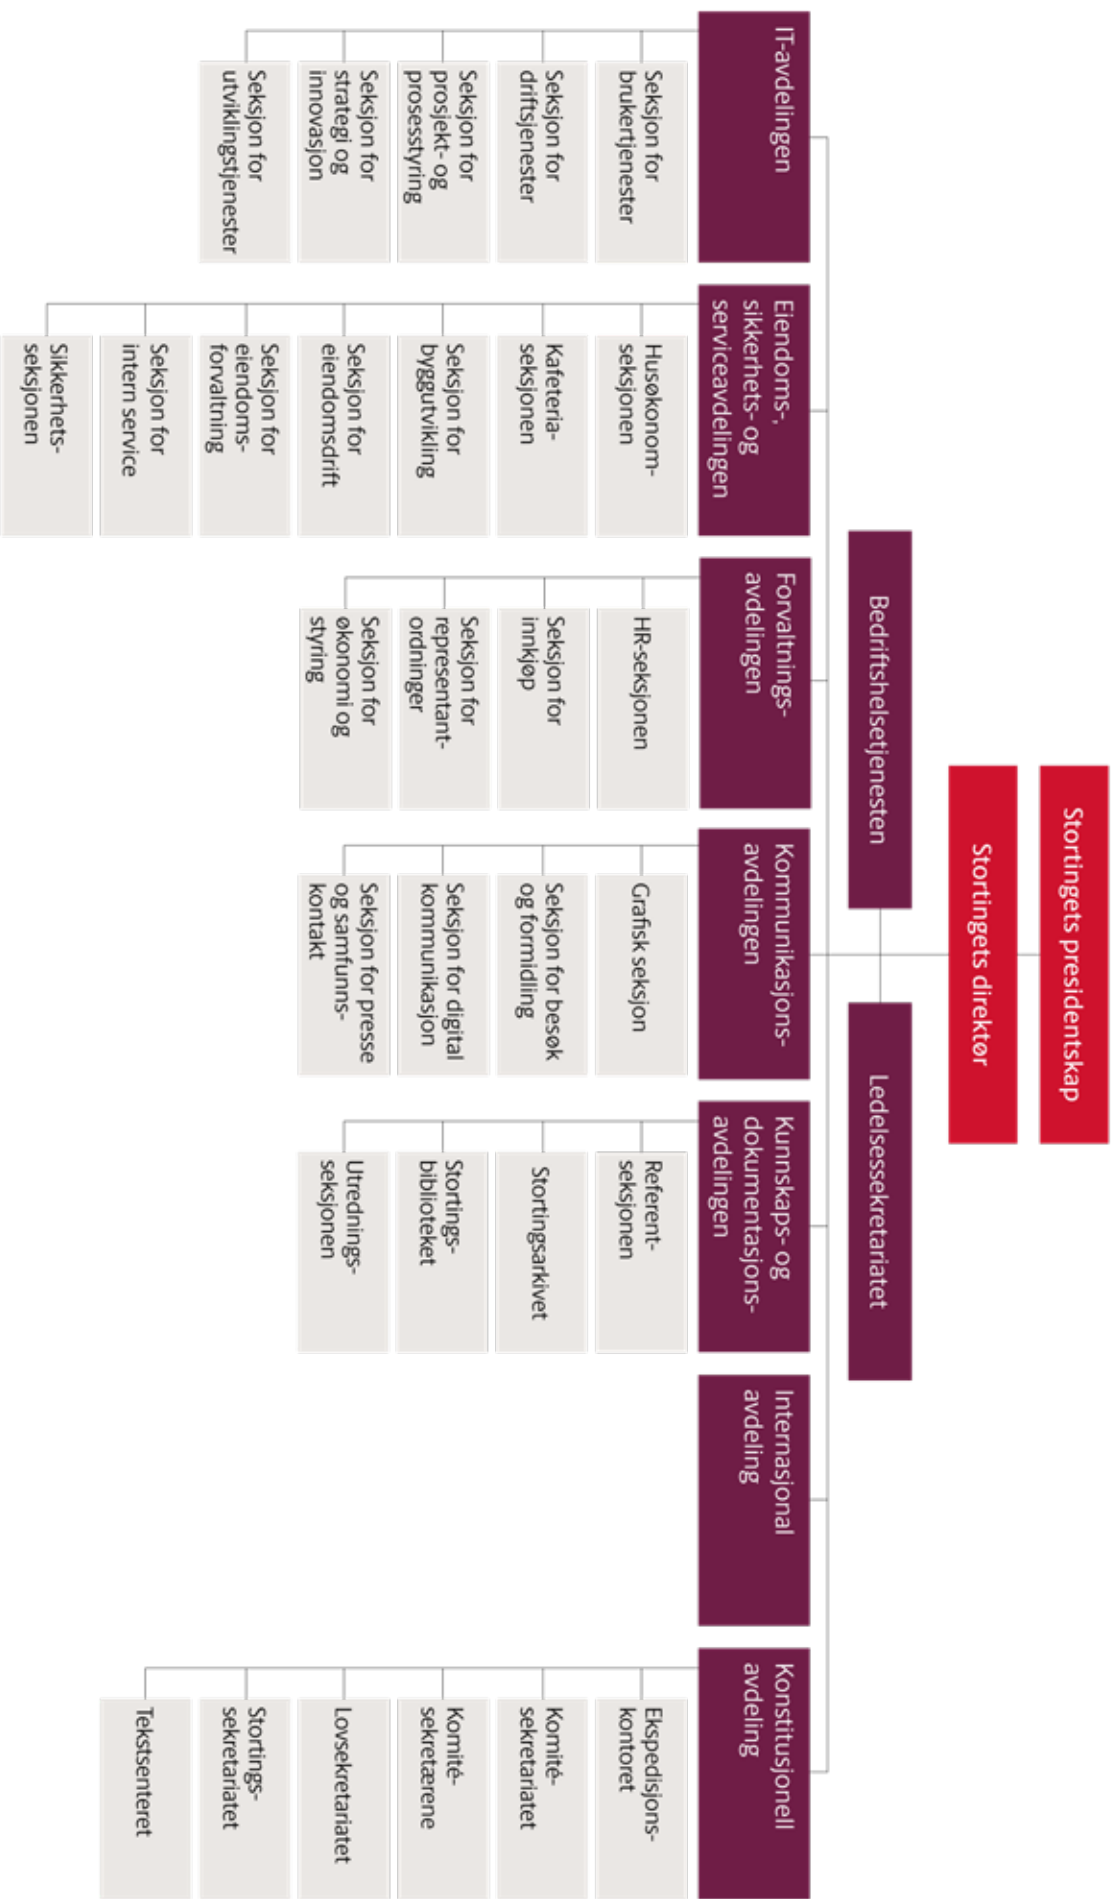 Stortingets presidentskap
Stortingets direktør
Bedriftshelsetjenesten
Ledelsessekretariatet
IT-avdelingen
Seksjon for
brukertjenester
Seksjon for
driftsjenester
Seksjon for
prosjekt- og
prosesstyring
Seksjon for
strategi og
innovasjon
Seksjon for
utviklingstjenester
Eiendoms-,
sikkerhets- og
serviceavdelingen
Husøkonom-
seksjonen
Kafeteria-
seksjonen
Seksjon for
byggutvikling
Seksjon for
eiendomsdrift
Seksjon for
eiendoms-
forvaltning
Seksjon for
intern service
Sikkerhets-
seksjonen
Forvaltnings-
avdelingen
HR-seksjonen
Seksjon for
innkjøp
Seksjon for
representant-
ordninger
Seksjon for
økonomi og
styring
Kommunikasjons-
avdelingen
Grafisk seksjon
Seksjon for besøk
og formidling
Seksjon for digital
kommunikasjon
Seksjon for presse
og samfunns-
kontakt
Kunnskaps- og
dokumentasjons-
avdelingen
Referent-
seksjonen
Stortingsarkivet
Stortings-
biblioteket
Utrednings-
seksjonen
Internasjonal
avdeling
Konstitusjonell
avdeling
Ekspedisjons-
kontoret
Komité-
sekretariatet
Komité-
sekretærene
Lovsekretariatet
Stortings-
sekretariatet
Tekstsenteret